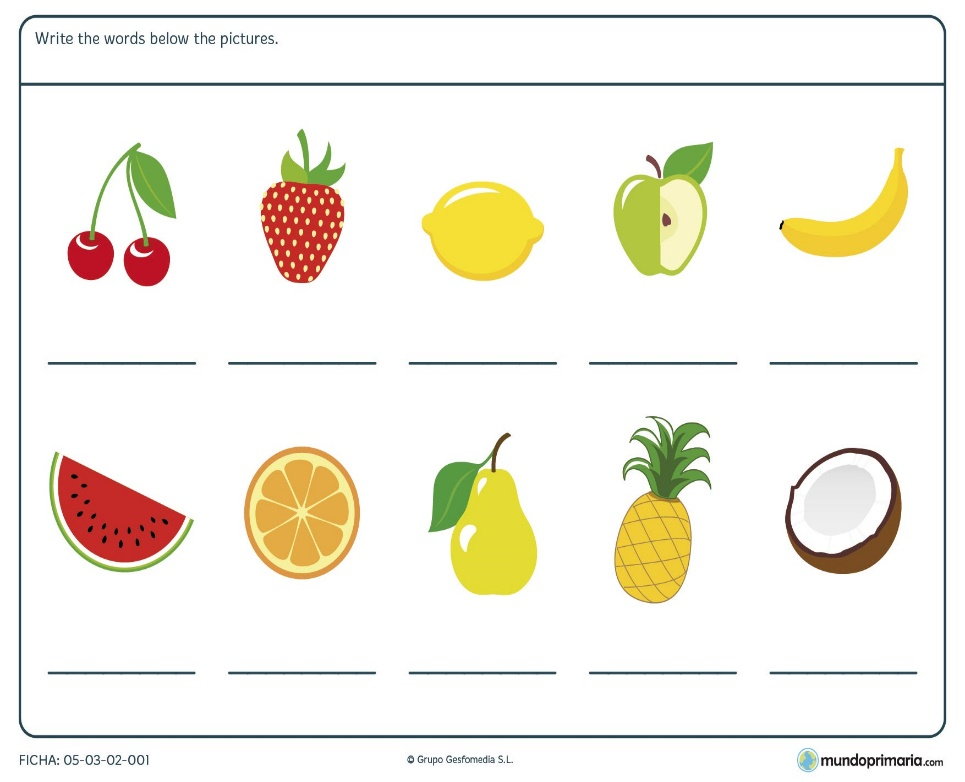 Write the words below the pictures.
FICHA: 05-03-02-001
© Grupo Gesfomedia S.L.
mundoprimaria.com